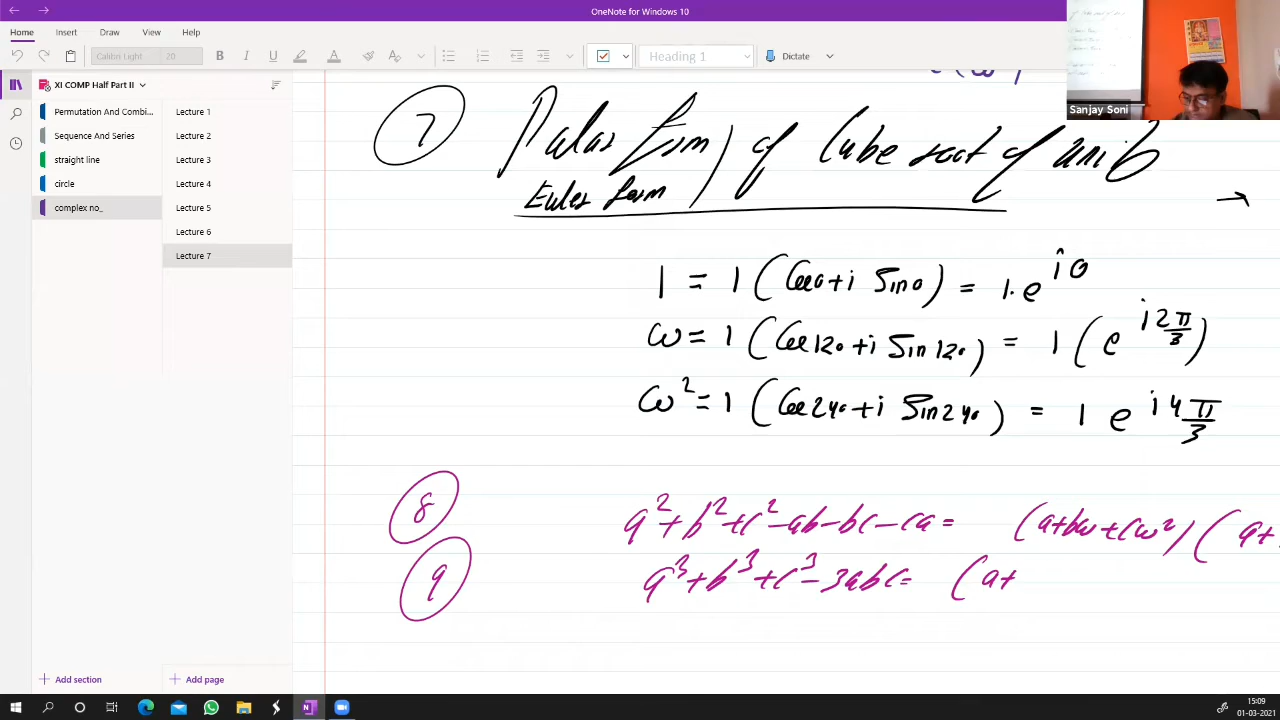 OneNote for Windows 10
Home Insert Draw View Help
Calibri Light 20 B I U A Heading 1 Dictate
XI COMP Half Part II
Permutation And Combi...
Sequence And Series
straight line
circle
complex no_
Lecture 1
Lecture 2
Lecture 3
Lecture 4
Lecture 5
Lecture 6
Lecture 7
Sanjay Soni
7 Polar form of Cube root of unity
Euler form
→
1 = 1 (Cos0 + i Sin0) = 1.e^{i0}
ω = 1 (Cos120 + i Sin120) = 1 (e^{i2π/3})
ω² = 1 (Cos240 + i Sin240) = 1 e^{i4π/3}
8 a² + b² + c² - ab - bc - ca = (a+bω+cω²) (a+
9 a³ + b³ + c³ - 3abc = (a+
+ Add section + Add page
15:09
01-03-2021